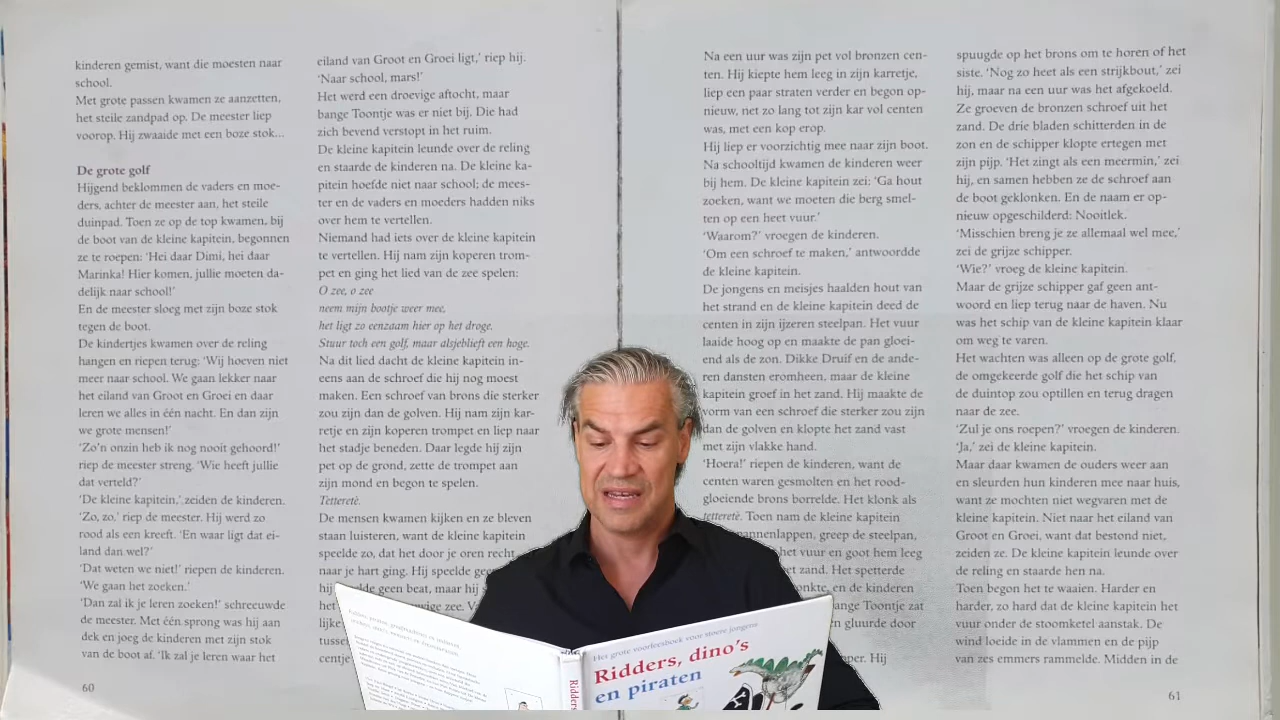 kinderen gemist, want die moesten naar
school.
Met grote passen kwamen ze aanzetten,
het steile zandpad op. De meester liep
voorop. Hij zwaaide met een boze stok...
De grote golf
Hijgend beklommen de vaders en moe-
ders, achter de meester aan, het steile
duinpad. Toen ze op de top kwamen, bij
de boot van de kleine kapitein, begonnen
ze te roepen: ‘Hei daar Dimi, hei daar
Marinka! Hier komen, jullie moeten da-
delijk naar school!’
En de meester sloeg met zijn boze stok
tegen de boot.
De kindertjes kwamen over de reling
hangen en riepen terug: ‘Wij hoeven niet
meer naar school. We gaan lekker naar
het eiland van Groot en Groei en daar
leren we alles in één nacht. En dan zijn
we grote mensen!’
‘Zo’n onzin heb ik nog nooit gehoord!’
riep de meester streng. ‘Wie heeft jullie
dat verteld?’
‘De kleine kapitein,’ zeiden de kinderen.
‘Zo, zo,’ riep de meester. Hij werd zo
rood als een kreeft. ‘En waar ligt dat ei-
land dan wel?’
‘Dat weten we niet!’ riepen de kinderen.
‘We gaan het zoeken.’
‘Dan zal ik je leren zoeken!’ schreeuwde
de meester. Met één sprong was hij aan
dek en joeg de kinderen met zijn stok
van de boot af. ‘Ik zal je leren waar het
60
eiland van Groot en Groei ligt,’ riep hij.
‘Naar school, mars!’
Het werd een droevige aftocht, maar
bange Toontje was er niet bij. Die had
zich bevend verstopt in het ruim.
De kleine kapitein leunde over de reling
en staarde de kinderen na. De kleine ka-
pitein hoefde niet naar school; de mees-
ter en de vaders en moeders hadden niks
over hem te vertellen.
Niemand had iets over de kleine kapitein
te vertellen. Hij nam zijn koperen trom-
pet en ging het lied van de zee spelen:
O zee, o zee
neem mijn bootje weer mee,
het ligt zo eenzaam hier op het droge.
Stuur toch een golf, maar alsjeblieft een hoge.
Na dit lied dacht de kleine kapitein in-
eens aan de schroef die hij nog moest
maken. Een schroef van brons die sterker
zou zijn dan de golven. Hij nam zijn kar-
retje en zijn koperen trompet en liep naar
het stadje beneden. Daar legde hij zijn
pet op de grond, zette de trompet aan
zijn mond en begon te spelen.
Tetteretè.
De mensen kwamen kijken en ze bleven
staan luisteren, want de kleine kapitein
speelde zo, dat het door je oren recht
naar je hart ging. Hij speelde
geen beat, maar hij
Na een uur was zijn pet vol bronzen cen-
ten. Hij kiepte hem leeg in zijn karretje,
liep een paar straten verder en begon op-
nieuw, net zo lang tot zijn kar vol centen
was, met een kop erop.
Hij liep er voorzichtig mee naar zijn boot.
Na schooltijd kwamen de kinderen weer
bij hem. De kleine kapitein zei: ‘Ga hout
zoeken, want we moeten die berg smel-
ten op een heet vuur.’
‘Waarom?’ vroegen de kinderen.
‘Om een schroef te maken,’ antwoordde
de kleine kapitein.
De jongens en meisjes haalden hout van
het strand en de kleine kapitein deed de
centen in zijn ijzeren steelpan. Het vuur
laaide hoog op en maakte de pan gloei-
end als de zon. Dikke Druif en de ande-
ren dansten eromheen, maar de kleine
kapitein groef in het zand. Hij maakte de
vorm van een schroef die sterker zou zijn
dan de golven en klopte het zand vast
met zijn vlakke hand.
‘Hoera!’ riepen de kinderen, want de
centen waren gesmolten en het rood-
gloeiende brons borrelde. Het klonk als
tetteretè. Toen nam de kleine kapitein
pannenlappen, greep de steelpan,
het vuur en goot hem leeg
het zand. Het spetterde
en de kinderen
Toontje zat
gluurde door
Hij
spuugde op het brons om te horen of het
siste. ‘Nog zo heet als een strijkbout,’ zei
hij, maar na een uur was het afgekoeld.
Ze groeven de bronzen schroef uit het
zand. De drie bladen schitterden in de
zon en de schipper klopte ertegen met
zijn pijp. ‘Het zingt als een meermin,’ zei
hij, en samen hebben ze de schroef aan
de boot geklonken. En de naam er op-
nieuw opgeschilderd: Nooitlek.
‘Misschien breng je ze allemaal wel mee,’
zei de grijze schipper.
‘Wie?’ vroeg de kleine kapitein.
Maar de grijze schipper gaf geen ant-
woord en liep terug naar de haven. Nu
was het schip van de kleine kapitein klaar
om weg te varen.
Het wachten was alleen op de grote golf,
de omgekeerde golf die het schip van
de duintop zou optillen en terug dragen
naar de zee.
‘Zul je ons roepen?’ vroegen de kinderen.
‘Ja,’ zei de kleine kapitein.
Maar daar kwamen de ouders weer aan
en sleurden hun kinderen mee naar huis,
want ze mochten niet wegvaren met de
kleine kapitein. Niet naar het eiland van
Groot en Groei, want dat bestond niet,
zeiden ze. De kleine kapitein leunde over
de reling en staarde hen na.
Toen begon het te waaien. Harder en
harder, zo hard dat de kleine kapitein het
vuur onder de stoomketel aanstak. De
wind loeide in de vlammen en de pijp
van zes emmers rammelde. Midden in de
61
Het grote voorleesboek voor stoere jongens
Ridders, dino’s
en piraten
Ridders